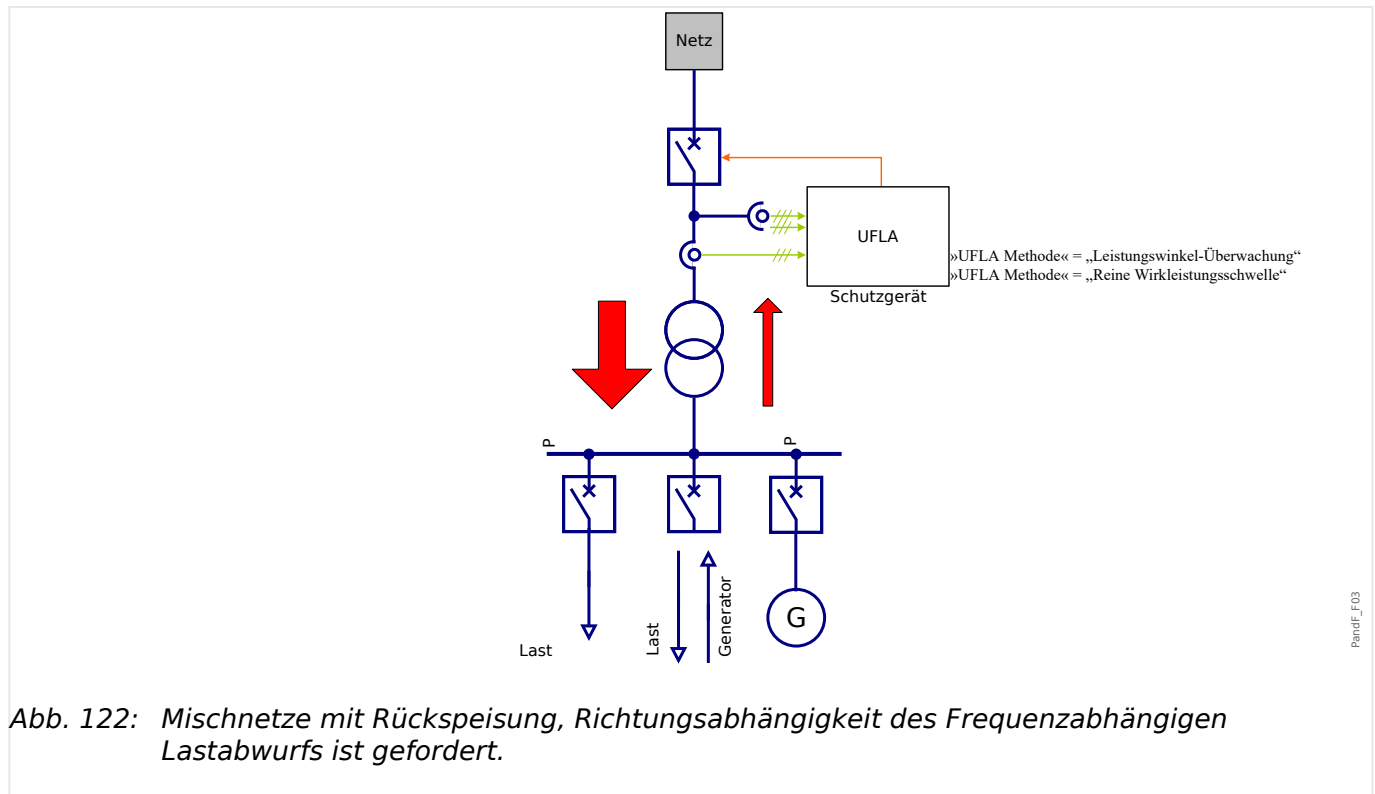 Netz
UFLA
»UFLA Methode« = „Leistungswinkel-Überwachung“
»UFLA Methode« = „Reine Wirkleistungsschwelle“
Schutzgerät
P
P
Last
Last
Generator
G
PandF_F03
Abb. 122: Mischnetze mit Rückspeisung, Richtungsabhängigkeit des Frequenzabhängigen
Lastabwurfs ist gefordert.